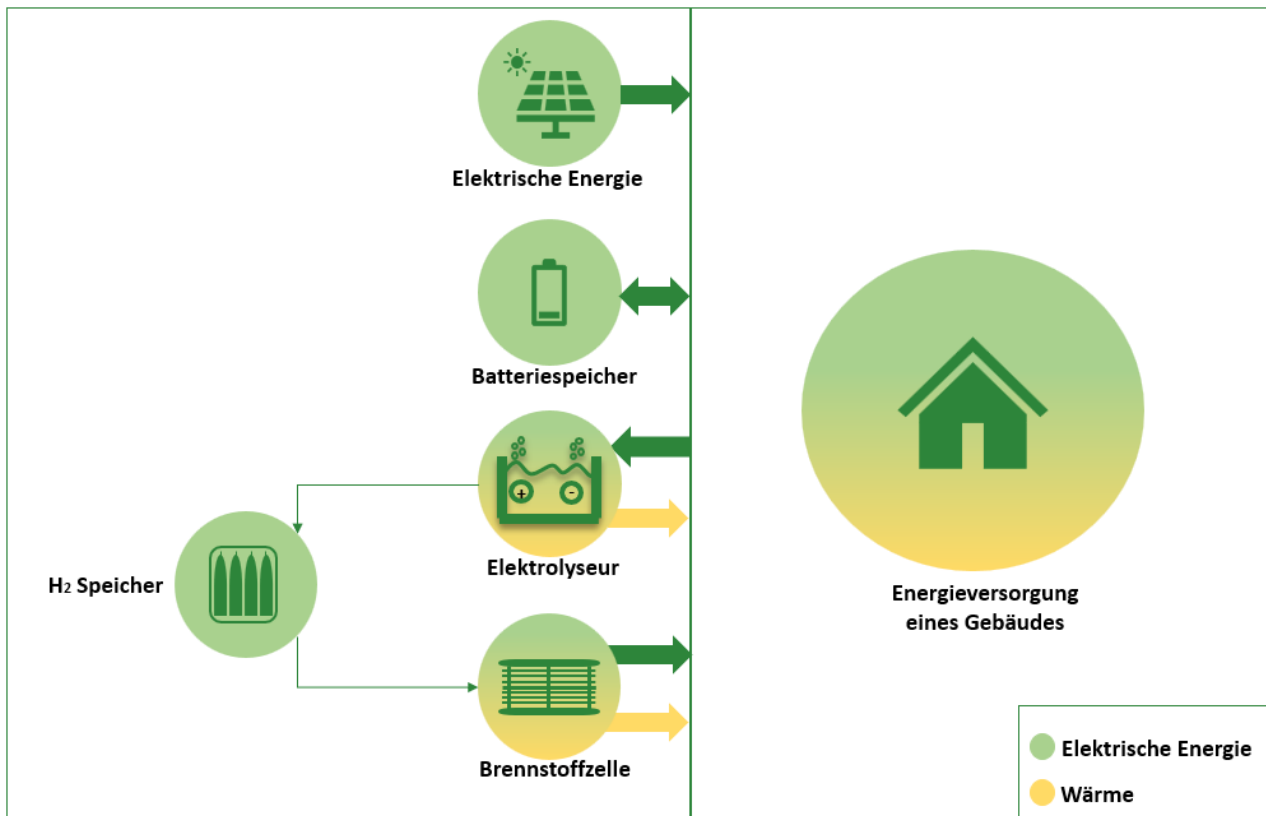 Elektrische Energie
Batteriespeicher
+ -
Elektrolyseur
H2 Speicher
Brennstoffzelle
Energieversorgung
eines Gebäudes
Elektrische Energie
Wärme